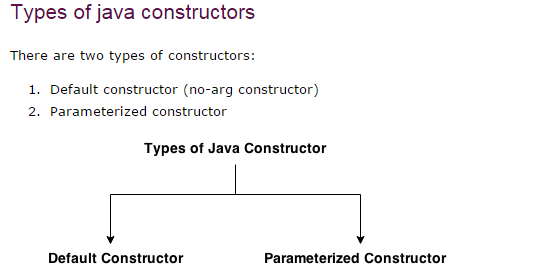 Types of java constructors
There are two types of constructors:
1. Default constructor (no-arg constructor)
2. Parameterized constructor
Types of Java Constructor
Default Constructor Parameterized Constructor